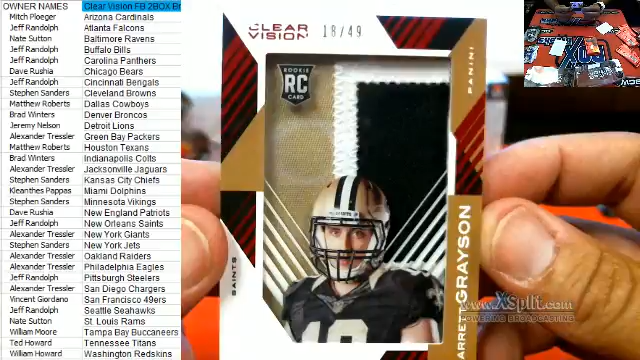 OWNER NAMES Clear Vision FB 2BOX Br
Mitch Ploeger Arizona Cardinals
Jeff Randolph Atlanta Falcons
Nate Sutton Baltimore Ravens
Jeff Randolph Buffalo Bills
Jeff Randolph Carolina Panthers
Dave Rushia Chicago Bears
Jeff Randolph Cincinnati Bengals
Stephen Sanders Cleveland Browns
Matthew Roberts Dallas Cowboys
Brad Winters Denver Broncos
Jeremy Nelson Detroit Lions
Alexander Tressler Green Bay Packers
Matthew Roberts Houston Texans
Brad Winters Indianapolis Colts
Alexander Tressler Jacksonville Jaguars
Stephen Sanders Kansas City Chiefs
Kleanthes Pappas Miami Dolphins
Stephen Sanders Minnesota Vikings
Dave Rushia New England Patriots
Jeff Randolph New Orleans Saints
Alexander Tressler New York Giants
Stephen Sanders New York Jets
Alexander Tressler Oakland Raiders
Alexander Tressler Philadelphia Eagles
Jeff Randolph Pittsburgh Steelers
Alexander Tressler San Diego Chargers
Vincent Giordano San Francisco 49ers
Jeff Randolph Seattle Seahawks
Nate Sutton St. Louis Rams
William Moore Tampa Bay Buccaneers
Ted Howard Tennessee Titans
William Howard Washington Redskins
CLEAR
VISION
18/49
PANINI
ROOKIE
RC
CARD
SAINTS
ARRETT GRAYSON
www.XSplit.com
POWERING BROADCASTING